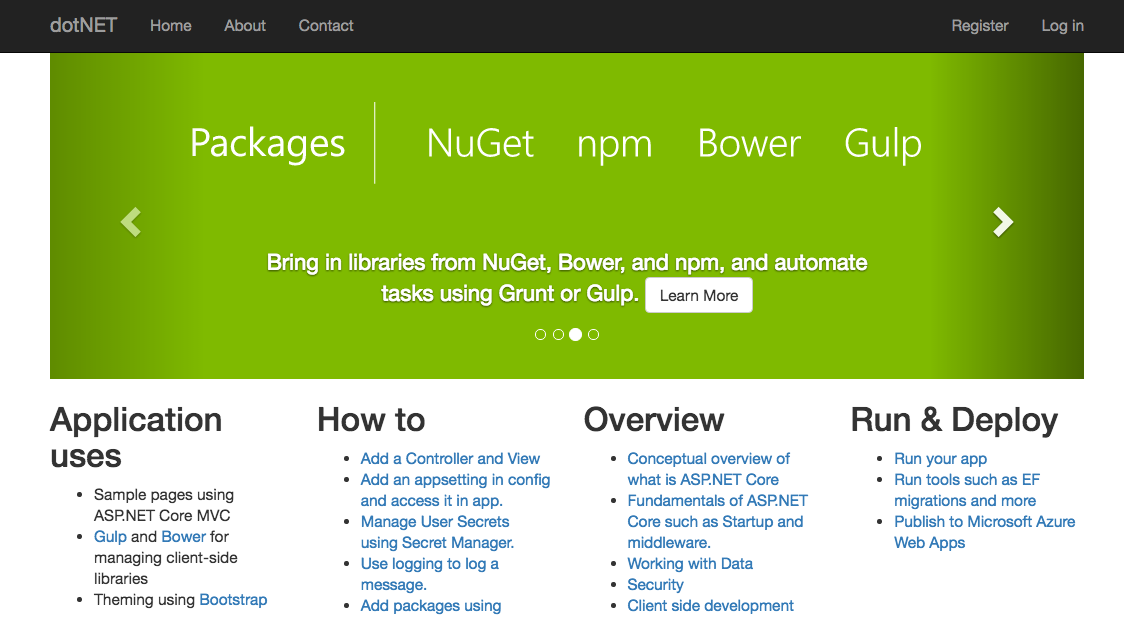 dotNET Home About Contact Register Log in
Packages NuGet npm Bower Gulp
Bring in libraries from NuGet, Bower, and npm, and automate
tasks using Grunt or Gulp. Learn More
Application
uses
Sample pages using
ASP.NET Core MVC
Gulp and Bower for
managing client-side
libraries
Theming using Bootstrap
How to
Add a Controller and View
Add an appsetting in config
and access it in app.
Manage User Secrets
using Secret Manager.
Use logging to log a
message.
Add packages using
Overview
Conceptual overview of
what is ASP.NET Core
Fundamentals of ASP.NET
Core such as Startup and
middleware.
Working with Data
Security
Client side development
Run & Deploy
Run your app
Run tools such as EF
migrations and more
Publish to Microsoft Azure
Web Apps